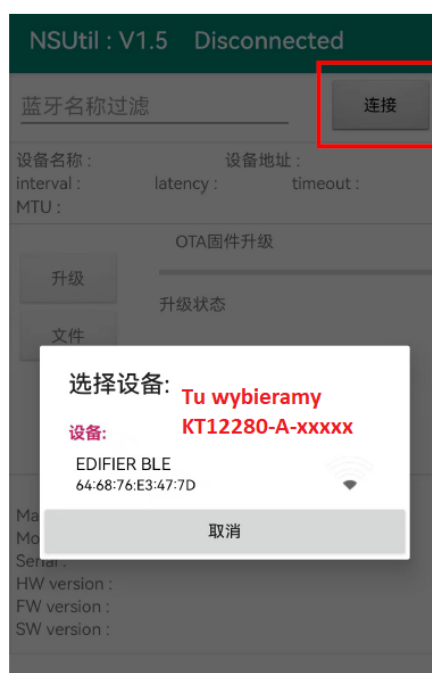 NSUtil : V1.5 Disconnected
蓝牙名称过滤
连接
设备名称 : 设备地址 :
interval : latency : timeout :
MTU :
OTA固件升级
升级
升级状态
文件
选择设备:
Tu wybieramy
KT12280-A-xxxxx
设备:
EDIFIER BLE
64:68:76:E3:47:7D
取消
Ma
Mo
Serial :
HW version :
FW version :
SW version :